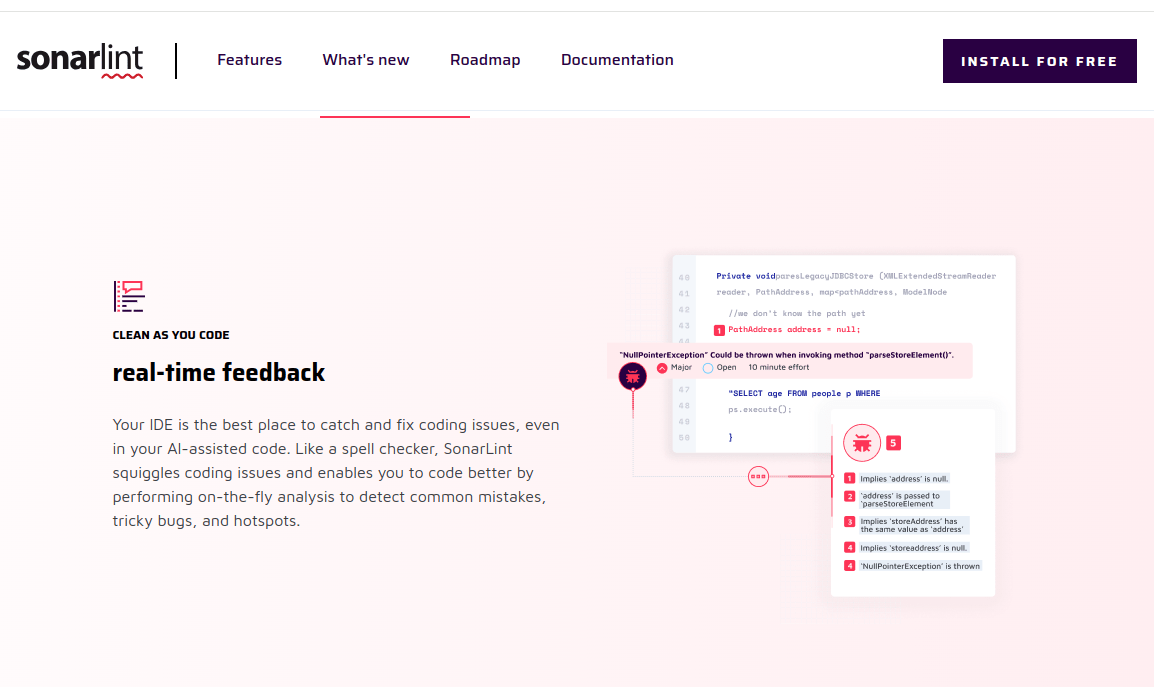 sonarlint
Features
What's new
Roadmap
Documentation
INSTALL FOR FREE
CLEAN AS YOU CODE
real-time feedback
Your IDE is the best place to catch and fix coding issues, even
in your AI-assisted code. Like a spell checker, SonarLint
squiggles coding issues and enables you to code better by
performing on-the-fly analysis to detect common mistakes,
tricky bugs, and hotspots.
40 Private voidparesLegacyJDBCStore (XMLExtendedStreamReader
41 reader, PathAddress, map<pathAddress, ModelNode
42 //we don't know the path yet
43 1 PathAddress address = null;
44
"NullPointerException" Could be thrown when invoking method "parseStoreElement()".
Major Open 10 minute effort
47 "SELECT age FROM people p WHERE
48 ps.execute();
49
50 }
5
1 Implies 'address' is null.
2 'address' is passed to
'parseStoreElement
3 Implies 'storeAddress' has
the same value as 'address'
4 Implies 'storeaddress' is null.
4 'NullPointerException' is thrown